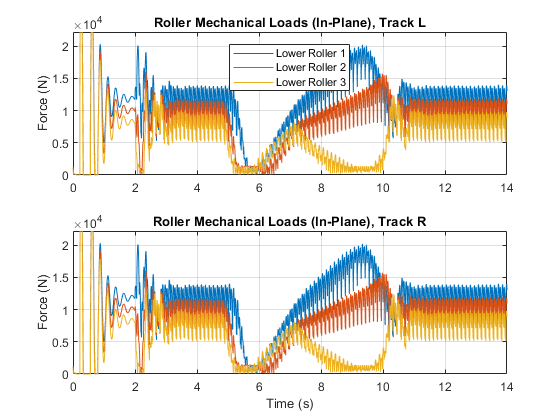 Roller Mechanical Loads (In-Plane), Track L
×10⁴
2
1.5
1
0.5
0
Force (N)
Lower Roller 1
Lower Roller 2
Lower Roller 3
0 2 4 6 8 10 12 14
Roller Mechanical Loads (In-Plane), Track R
×10⁴
2
1.5
1
0.5
0
Force (N)
0 2 4 6 8 10 12 14
Time (s)